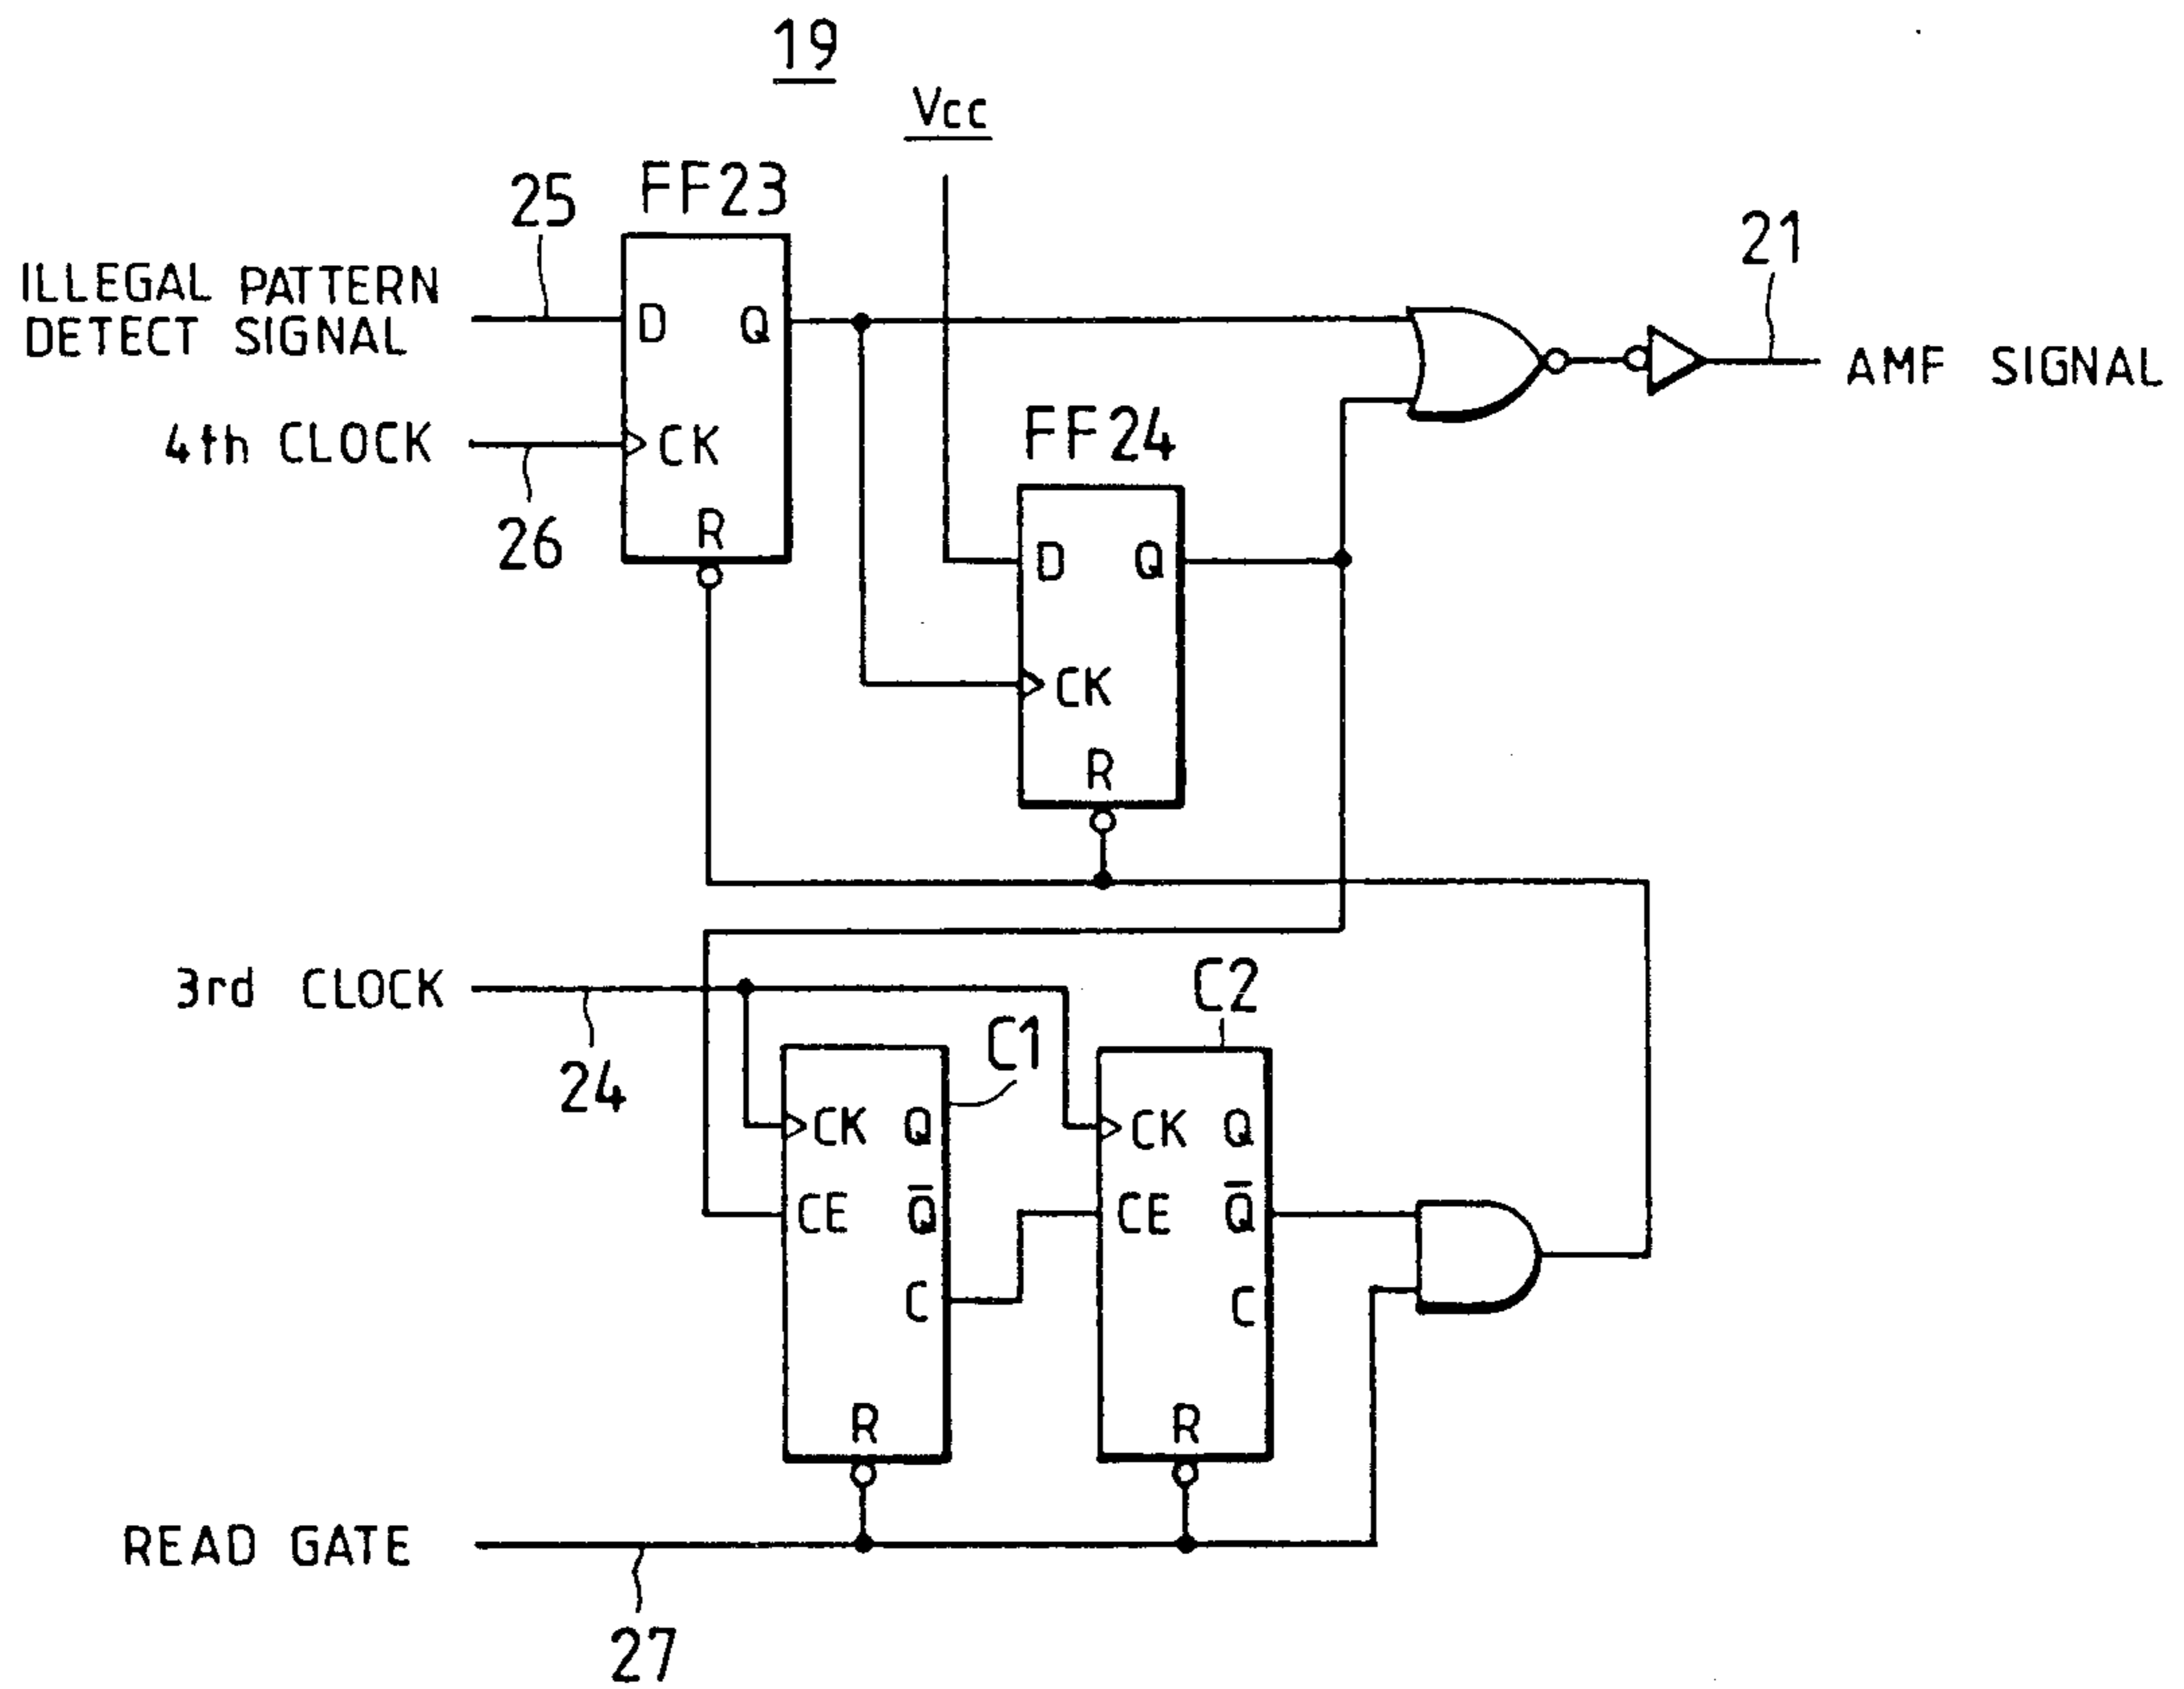 19
Vcc
FF23
25
21
ILLEGAL PATTERN
DETECT SIGNAL
D Q
AMF SIGNAL
4th CLOCK
CK
FF24
26
R
D Q
CK
R
3rd CLOCK
C2
24
C1
CK Q
CK Q
CE Q̅
CE Q̅
C
C
R
R
READ GATE
27